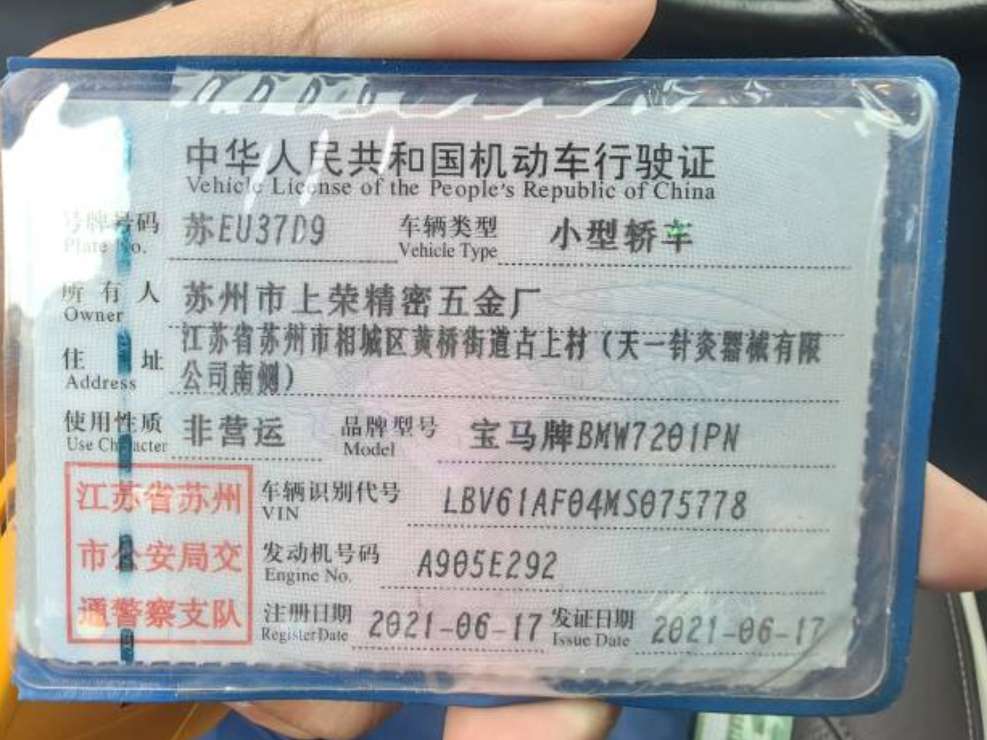 中华人民共和国机动车行驶证
Vehicle License of the People's Republic of China
号牌号码 苏EU37D9 车辆类型 小型轿车
Plate No. Vehicle Type
所有人 苏州市上荣精密五金厂
Owner
住址 江苏省苏州市相城区黄桥街道占上村（天一针灸器械有限
Address 公司南侧）
使用性质 非营运 品牌型号 宝马牌BMW7201PN
Use Character Model
江苏省苏州 车辆识别代号 LBV61AF04MS075778
VIN
市公安局交 发动机号码 A905E292
Engine No.
通警察支队 注册日期 2021-06-17 发证日期 2021-06-17
Register Date Issue Date